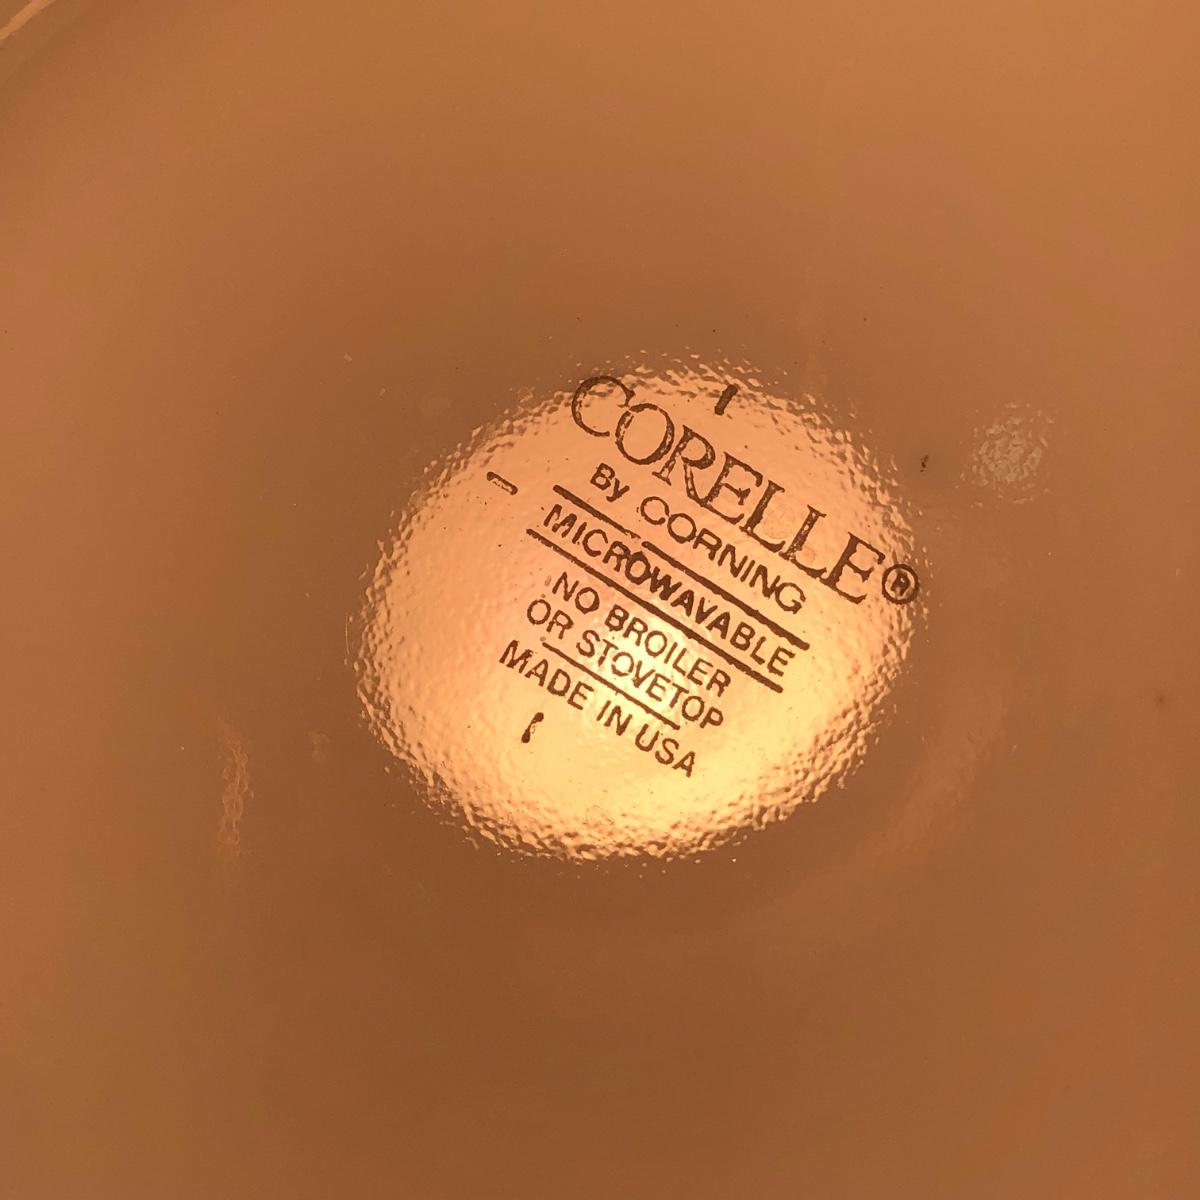 CORELLE®
By CORNING
MICROWAVABLE
NO BROILER
OR STOVETOP
MADE IN USA